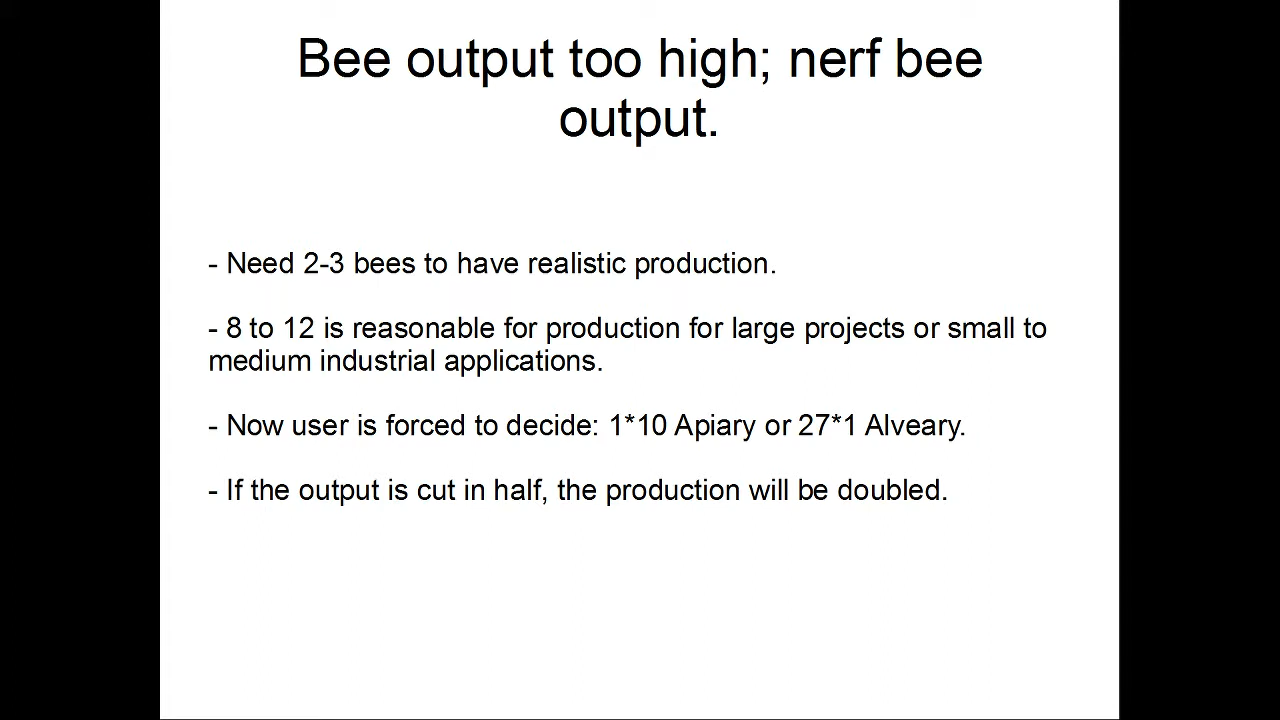 Bee output too high; nerf bee
output.
- Need 2-3 bees to have realistic production.
- 8 to 12 is reasonable for production for large projects or small to
medium industrial applications.
- Now user is forced to decide: 1*10 Apiary or 27*1 Alveary.
- If the output is cut in half, the production will be doubled.